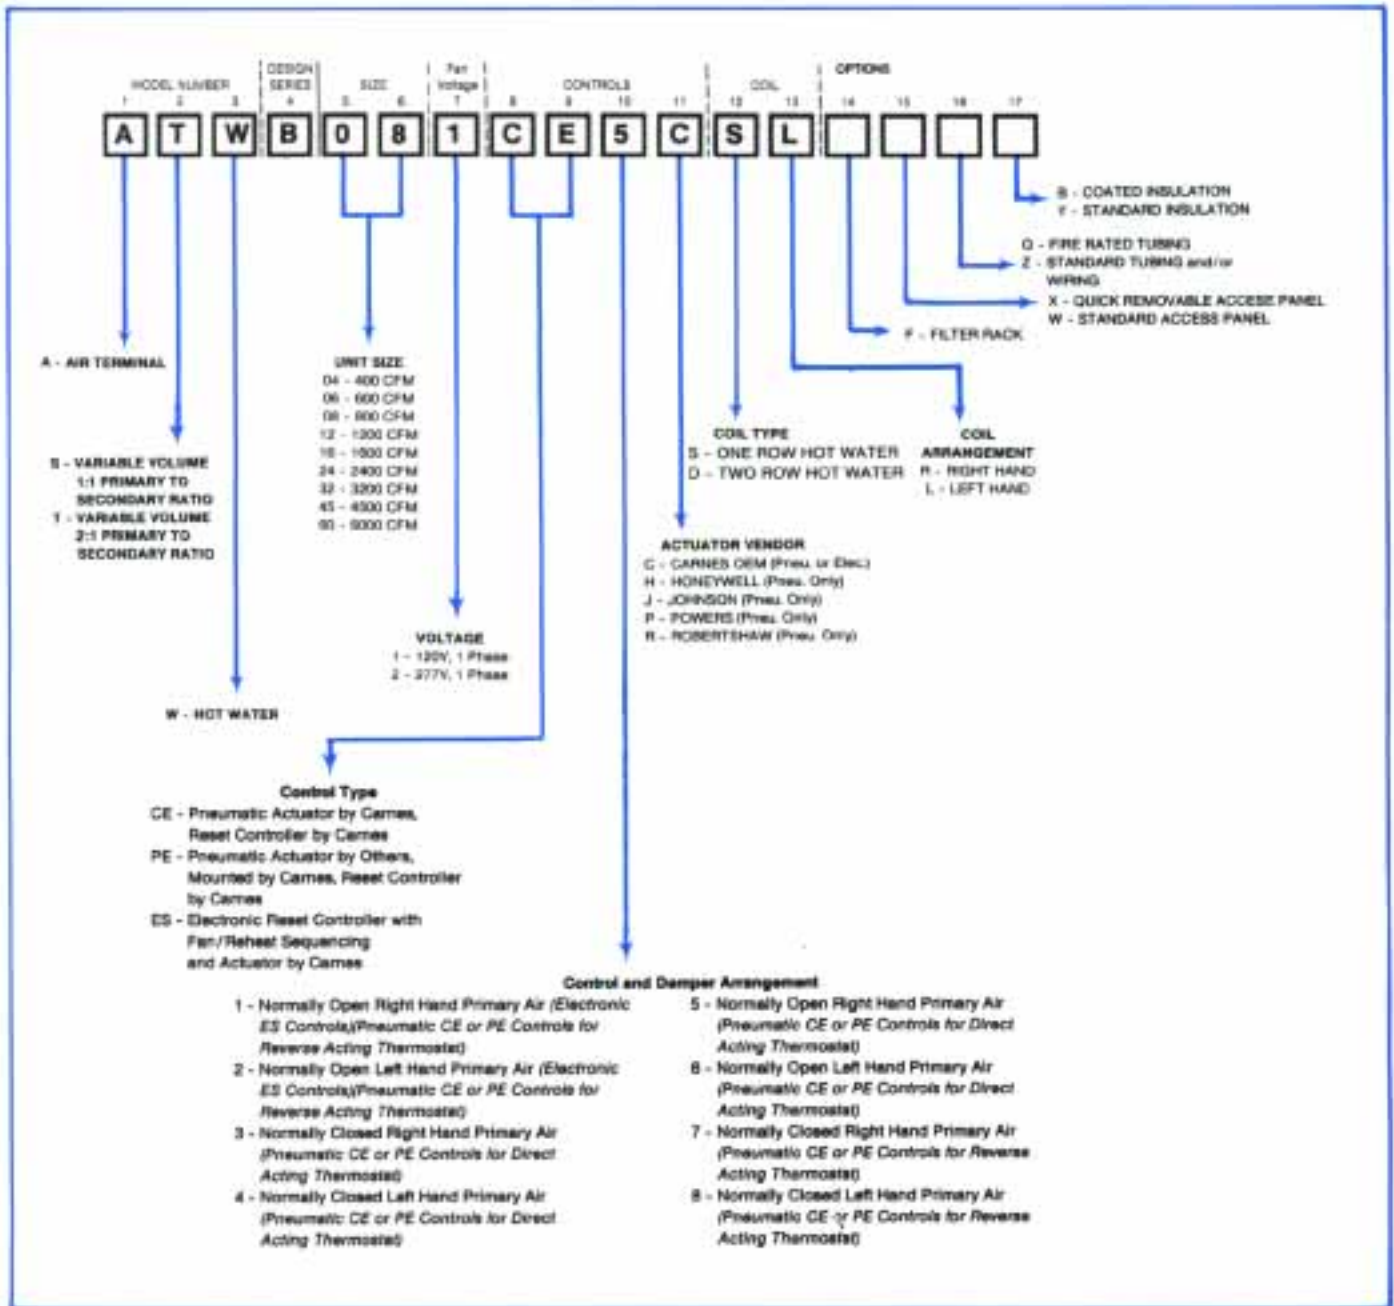 DESIGN Fan OPTIONS
MODEL NUMBER SERIES SIZE Voltage CONTROLS COIL
1 2 3 4 5 6 7 8 9 10 11 12 13 14 15 16 17
A T W B 0 8 1 C E 5 C S L
B - COATED INSULATION
Y - STANDARD INSULATION
Q - FIRE RATED TUBING
Z - STANDARD TUBING and/or
WIRING
X - QUICK REMOVABLE ACCESS PANEL
W - STANDARD ACCESS PANEL
F - FILTER RACK
A - AIR TERMINAL
UNIT SIZE
04 - 400 CFM
06 - 600 CFM
08 - 800 CFM
12 - 1200 CFM
16 - 1600 CFM
24 - 2400 CFM
32 - 3200 CFM
45 - 4500 CFM
60 - 6000 CFM
COIL TYPE
S - ONE ROW HOT WATER
D - TWO ROW HOT WATER
COIL
ARRANGEMENT
R - RIGHT HAND
L - LEFT HAND
S - VARIABLE VOLUME
1:1 PRIMARY TO
SECONDARY RATIO
T - VARIABLE VOLUME
2:1 PRIMARY TO
SECONDARY RATIO
ACTUATOR VENDOR
C - CARNES OEM (Pneu. or Elec.)
H - HONEYWELL (Pneu. Only)
J - JOHNSON (Pneu. Only)
P - POWERS (Pneu. Only)
R - ROBERTSHAW (Pneu. Only)
VOLTAGE
1 - 120V, 1 Phase
2 - 277V, 1 Phase
W - HOT WATER
Control Type
CE - Pneumatic Actuator by Carnes,
Reset Controller by Carnes
PE - Pneumatic Actuator by Others,
Mounted by Carnes, Reset Controller
by Carnes
ES - Electronic Reset Controller with
Fan/Reheat Sequencing
and Actuator by Carnes
Control and Damper Arrangement
1 - Normally Open Right Hand Primary Air (Electronic
ES Controls)(Pneumatic CE or PE Controls for
Reverse Acting Thermostat)
2 - Normally Open Left Hand Primary Air (Electronic
ES Controls)(Pneumatic CE or PE Controls for
Reverse Acting Thermostat)
3 - Normally Closed Right Hand Primary Air
(Pneumatic CE or PE Controls for Direct
Acting Thermostat)
4 - Normally Closed Left Hand Primary Air
(Pneumatic CE or PE Controls for Direct
Acting Thermostat)
5 - Normally Open Right Hand Primary Air
(Pneumatic CE or PE Controls for Direct
Acting Thermostat)
6 - Normally Open Left Hand Primary Air
(Pneumatic CE or PE Controls for Direct
Acting Thermostat)
7 - Normally Closed Right Hand Primary Air
(Pneumatic CE or PE Controls for Reverse
Acting Thermostat)
8 - Normally Closed Left Hand Primary Air
(Pneumatic CE or PE Controls for Reverse
Acting Thermostat)